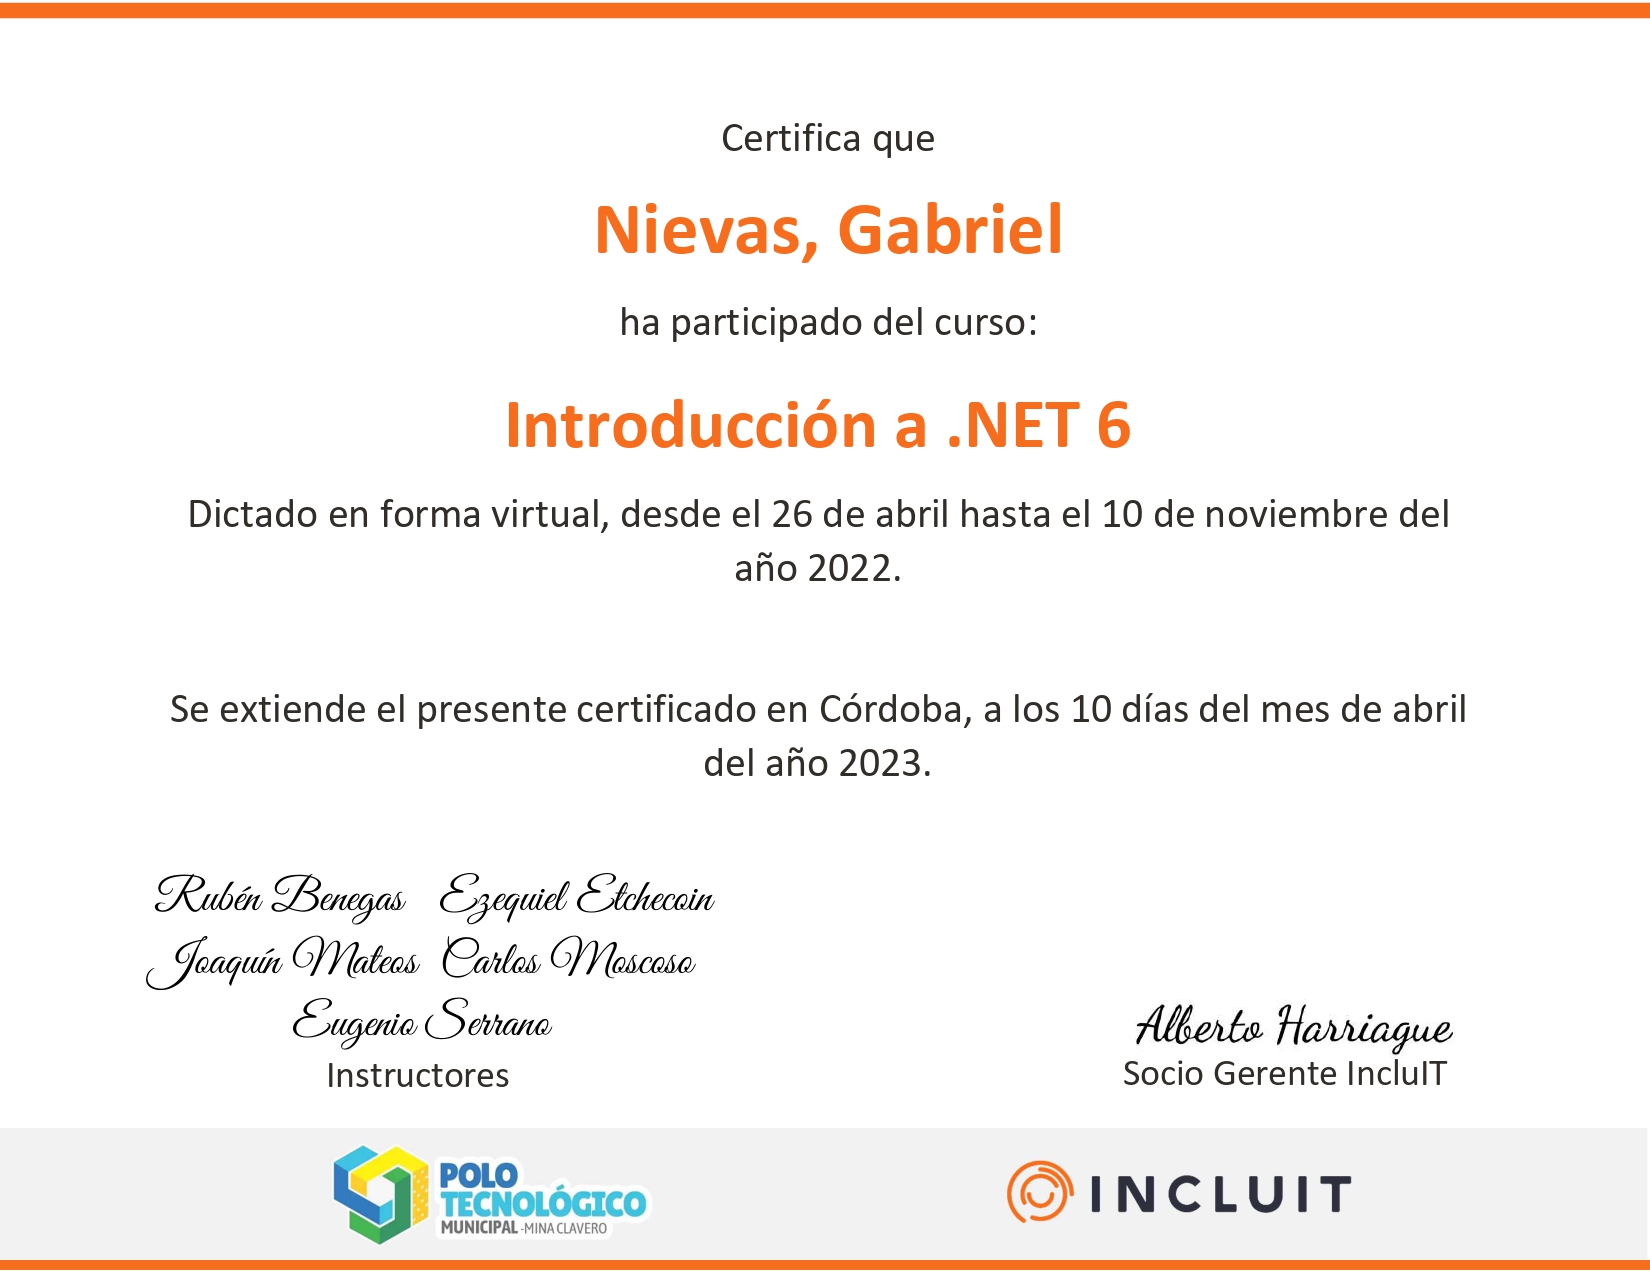 Certifica que
Nievas, Gabriel
ha participado del curso:
Introducción a .NET 6
Dictado en forma virtual, desde el 26 de abril hasta el 10 de noviembre del
año 2022.
Se extiende el presente certificado en Córdoba, a los 10 días del mes de abril
del año 2023.
Rubén Benegas Ezequiel Etchecoin
Joaquín Mateos Carlos Moscoso
Eugenio Serrano
Instructores
Alberto Harriague
Socio Gerente IncluIT
POLO
TECNOLÓGICO
MUNICIPAL -MINA CLAVERO
INCLUIT